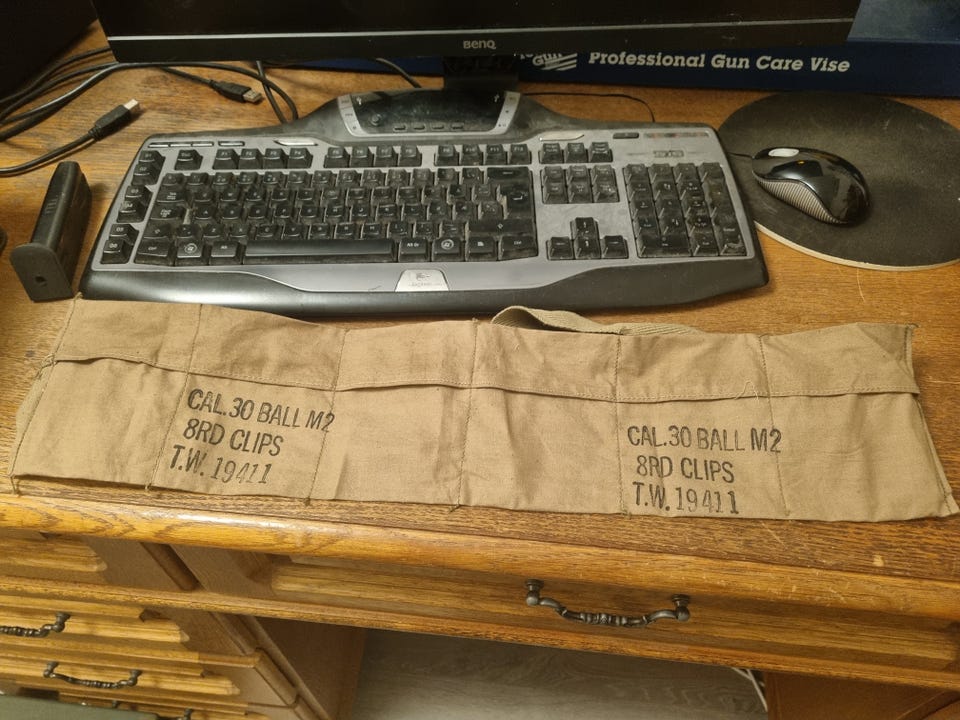 BenQ
Professional Gun Care Vise
CAL.30 BALL M2
8RD CLIPS
T.W. 19411
CAL.30 BALL M2
8RD CLIPS
T.W. 19411